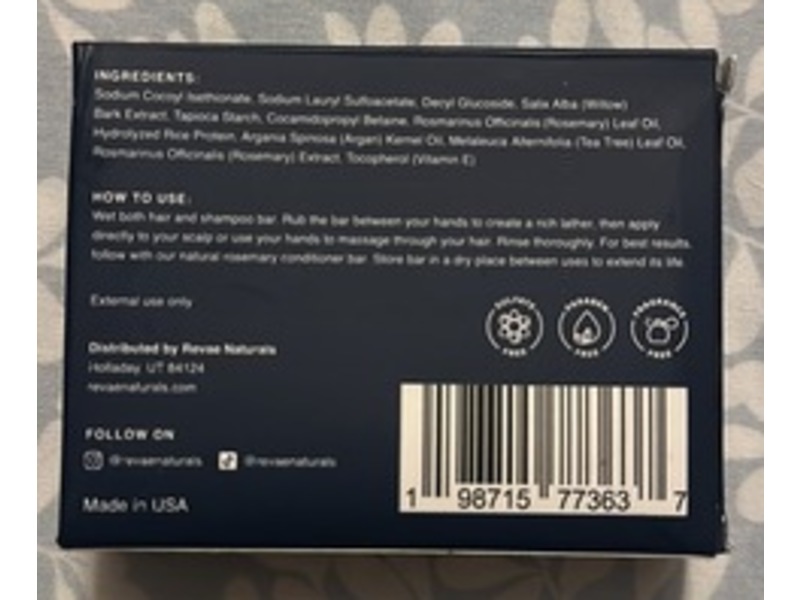 INGREDIENTS:
Sodium Cocoyl Isethionate, Sodium Lauryl Sulfoacetate, Decyl Glucoside, Salix Alba (Willow)
Bark Extract, Tapioca Starch, Cocamidopropyl Betaine, Rosmarinus Officinalis (Rosemary) Leaf Oil,
Hydrolyzed Rice Protein, Argania Spinosa (Argan) Kernel Oil, Melaleuca Alternifolia (Tea Tree) Leaf Oil,
Rosmarinus Officinalis (Rosemary) Extract, Tocopherol (Vitamin E)
HOW TO USE:
Wet both hair and shampoo bar. Rub the bar between your hands to create a rich lather, then apply
directly to your scalp or use your hands to massage through your hair. Rinse thoroughly. For best results,
follow with our natural rosemary conditioner bar. Store bar in a dry place between uses to extend its life.
External use only
SULFATE FREE
PARABEN FREE
FRAGRANCE FREE
Distributed by Revae Naturals
Holladay, UT 84124
revaenaturals.com
FOLLOW ON
@revaenaturals @revaenaturals
Made in USA
1 98715 77363 7